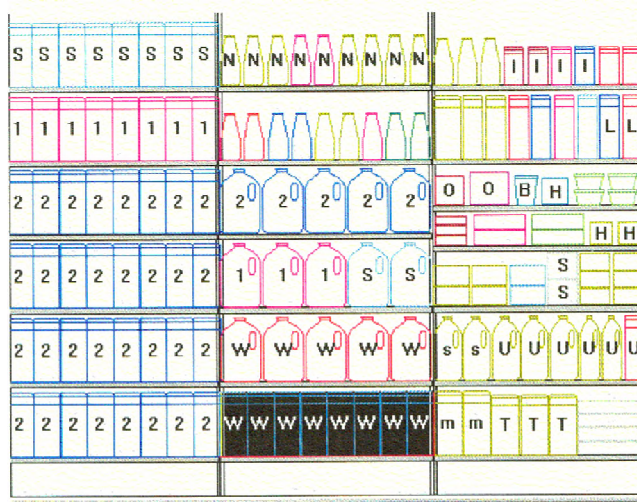 S S S S S S S S N N N N N N N N N I I I I
1 1 1 1 1 1 1 1 L L
2 2 2 2 2 2 2 2 2 2 2 2 2 O O B H
H H
S
2 2 2 2 2 2 2 2 1 1 1 S S
S
2 2 2 2 2 2 2 2 W W W W W s s U U U U U U
2 2 2 2 2 2 2 2 W W W W W W W W m m T T T